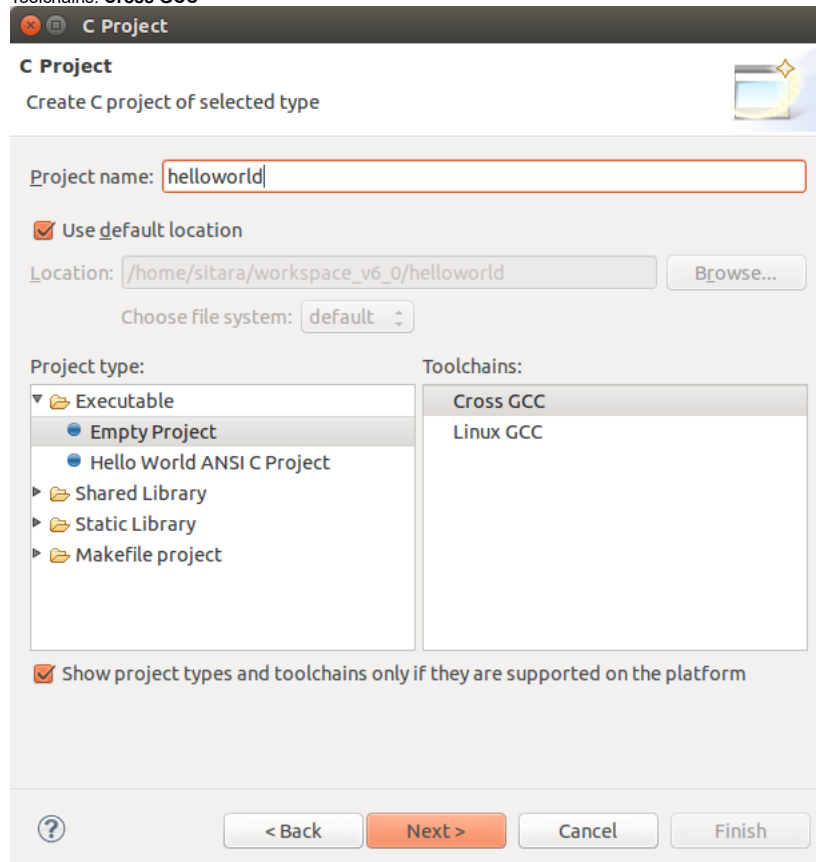 Toolchains: Cross GCC
C Project
C Project
Create C project of selected type
Project name: helloworld
Use default location
Location: /home/sitara/workspace_v6_0/helloworld Browse...
Choose file system: default
Project type: Toolchains:
Executable Cross GCC
Empty Project Linux GCC
Hello World ANSI C Project
Shared Library
Static Library
Makefile project
Show project types and toolchains only if they are supported on the platform
? < Back Next > Cancel Finish